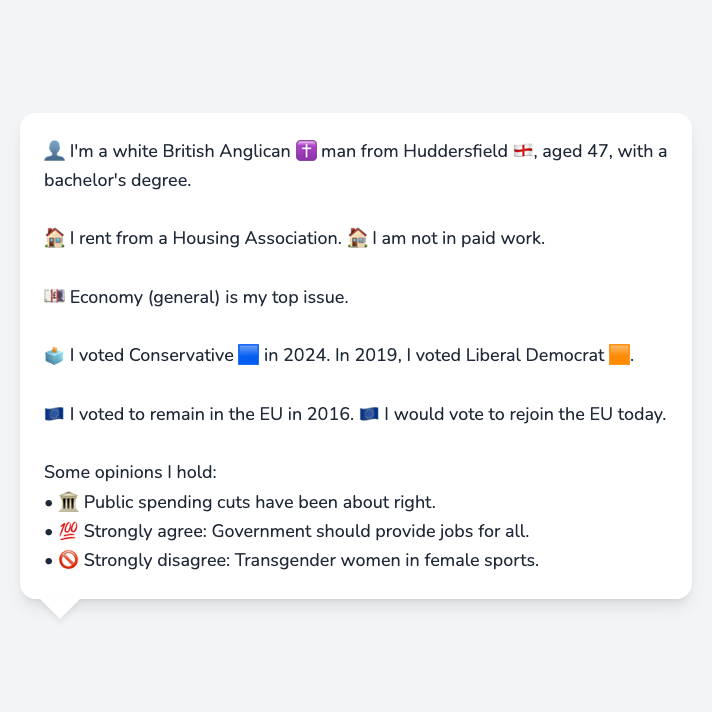 👤 I'm a white British Anglican ✝️ man from Huddersfield 🏴󠁧󠁢󠁥󠁮󠁧󠁿, aged 47, with a
bachelor's degree.
🏠 I rent from a Housing Association. 🏠 I am not in paid work.
💷 Economy (general) is my top issue.
🗳️ I voted Conservative 🟦 in 2024. In 2019, I voted Liberal Democrat 🟧.
🇪🇺 I voted to remain in the EU in 2016. 🇪🇺 I would vote to rejoin the EU today.
Some opinions I hold:
• 🏛️ Public spending cuts have been about right.
• 💯 Strongly agree: Government should provide jobs for all.
• 🚫 Strongly disagree: Transgender women in female sports.